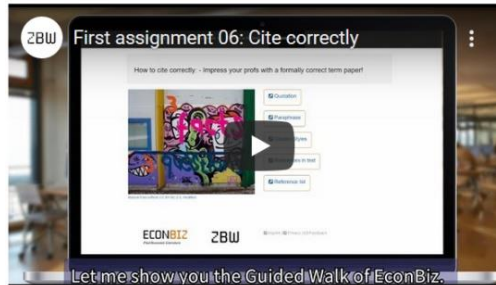 ZBW
First assignment 06: Cite correctly
How to cite correctly: - Impress your profs with a formally correct term paper!
Quotation
Paraphrase
Reference list
ECONBIZ
ZBW
Let me show you the Guided Walk of EconBiz.